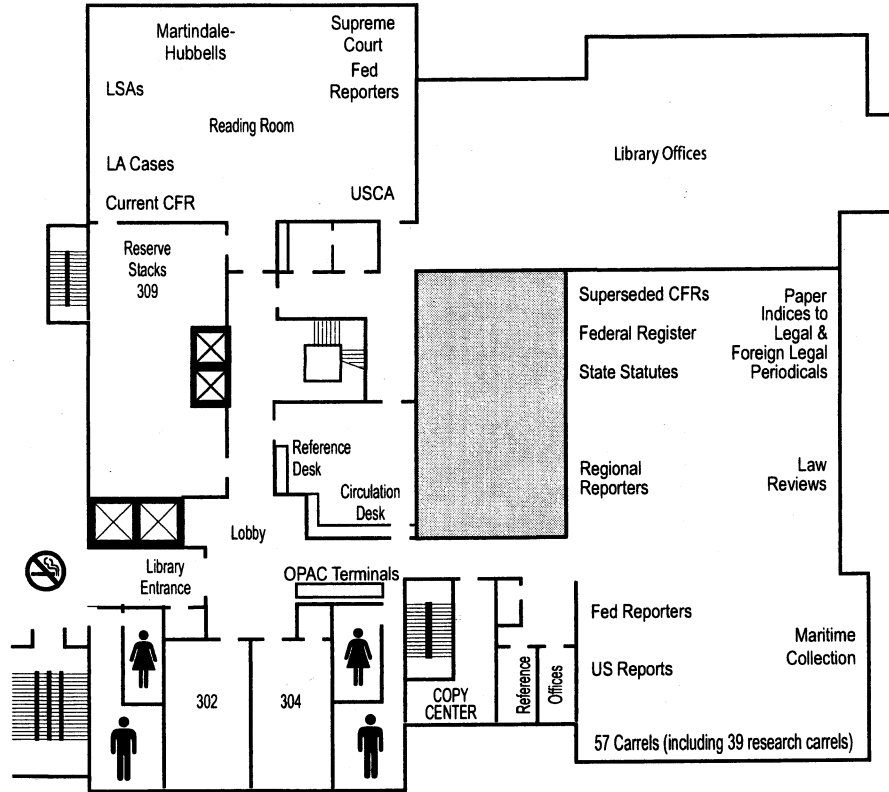 Martindale-
Hubbells
Supreme
Court
Fed
Reporters
LSAs
Reading Room
LA Cases
Current CFR
USCA
Library Offices
Reserve
Stacks
309
Superseded CFRs
Federal Register
State Statutes
Paper
Indices to
Legal &
Foreign Legal
Periodicals
Reference
Desk
Circulation
Desk
Regional
Reporters
Law
Reviews
Lobby
Library
Entrance
OPAC Terminals
Fed Reporters
US Reports
Maritime
Collection
302
304
COPY
CENTER
Reference
Offices
57 Carrels (including 39 research carrels)